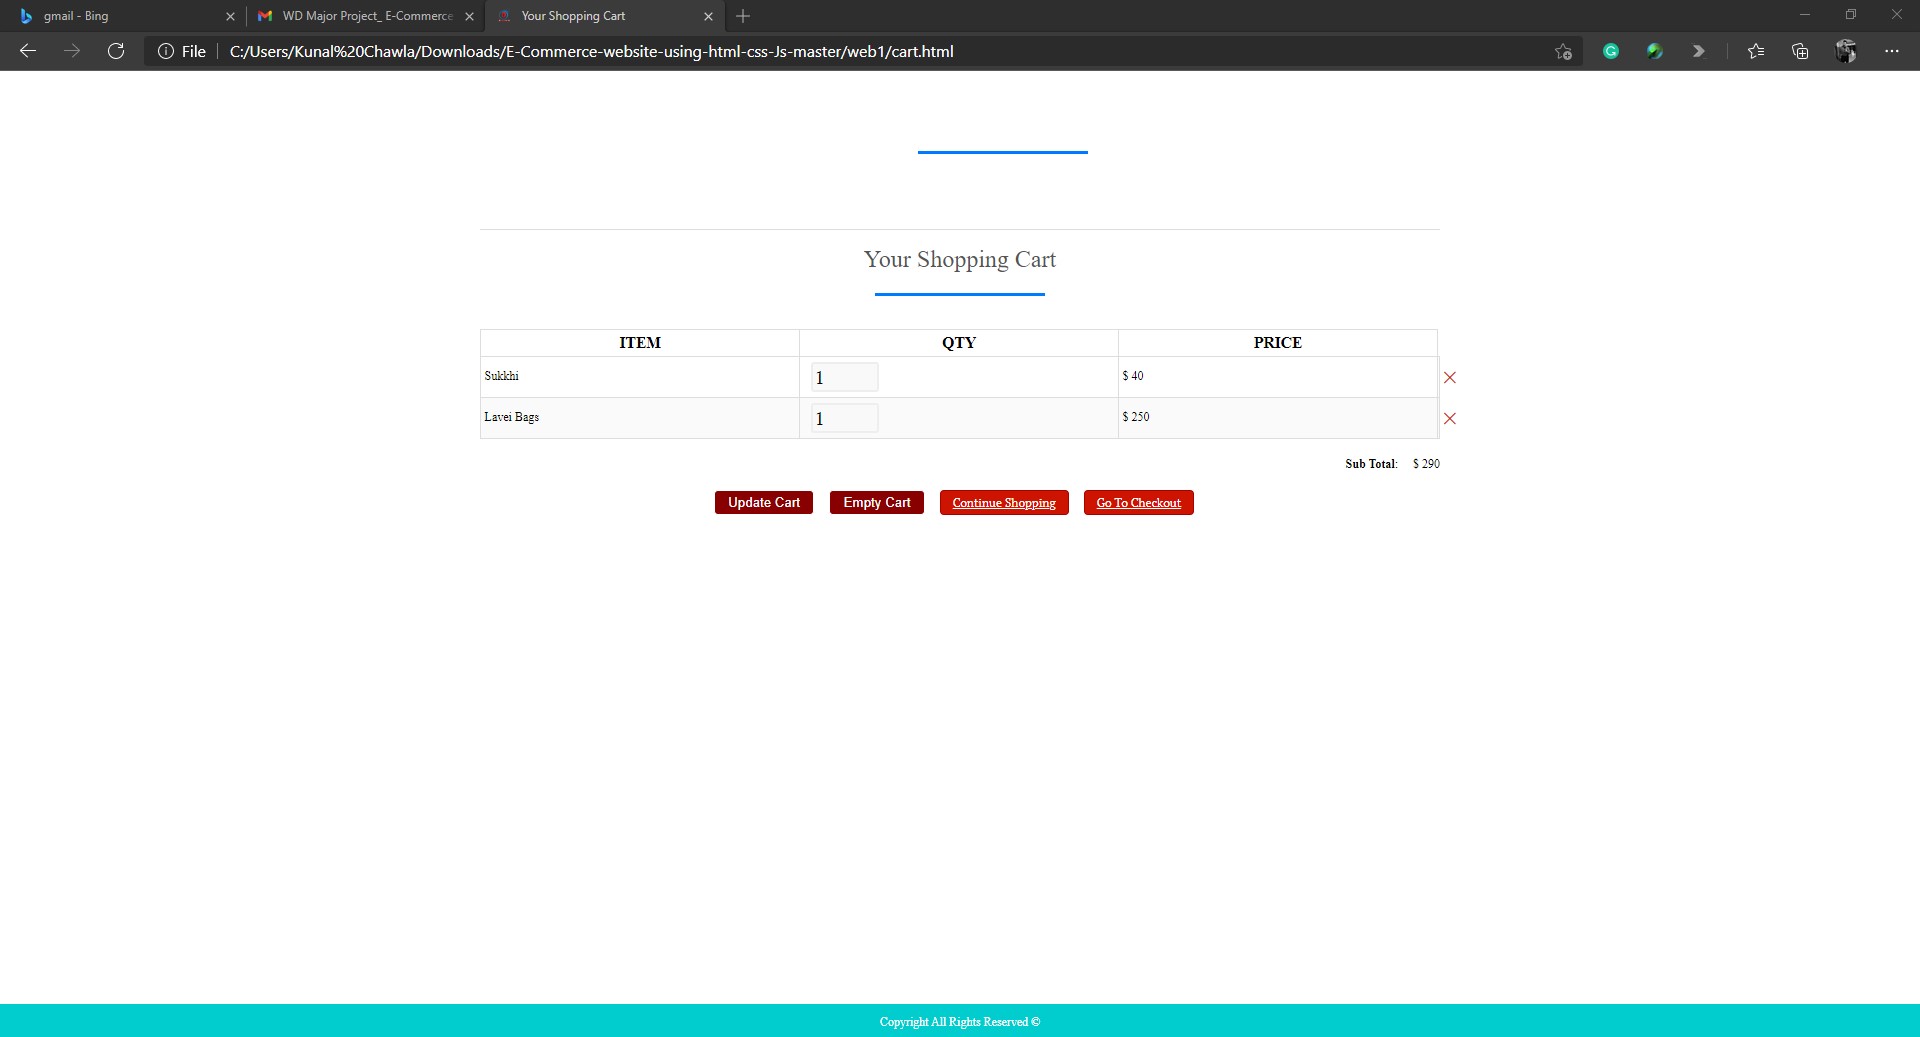 gmail - Bing
WD Major Project_ E-Commerce
Your Shopping Cart
File
C:/Users/Kunal%20Chawla/Downloads/E-Commerce-website-using-html-css-Js-master/web1/cart.html
Your Shopping Cart
ITEM QTY PRICE
Sukkhi 1 $ 40
Lavei Bags 1 $ 250
Sub Total: $ 290
Update Cart Empty Cart Continue Shopping Go To Checkout
Copyright All Rights Reserved ©